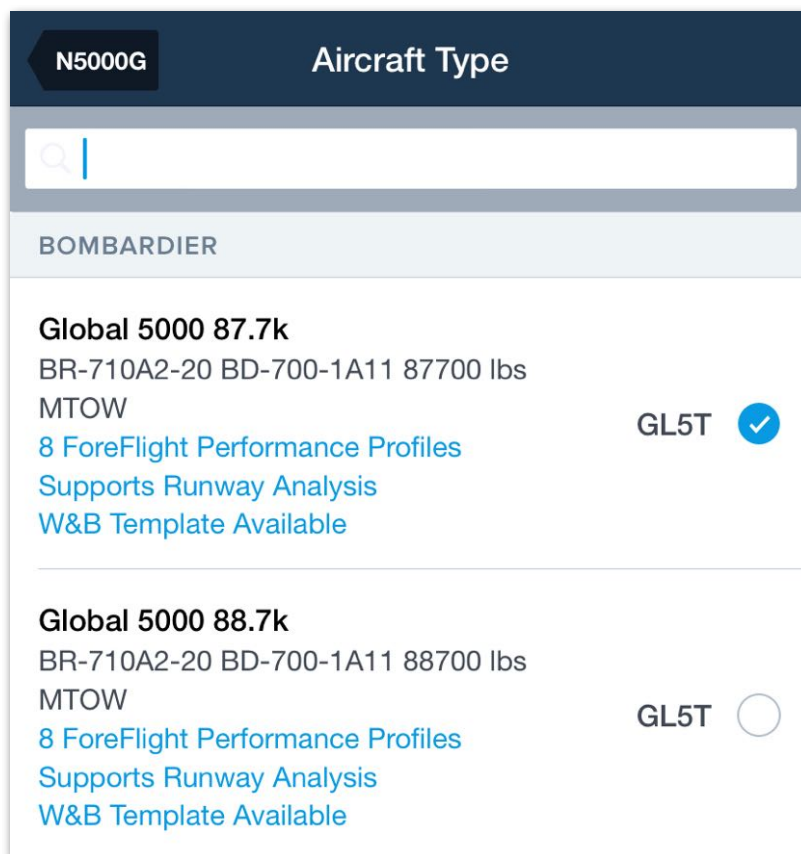 N5000G
Aircraft Type
BOMBARDIER
Global 5000 87.7k
BR-710A2-20 BD-700-1A11 87700 lbs
MTOW
8 ForeFlight Performance Profiles
Supports Runway Analysis
W&B Template Available
GL5T
Global 5000 88.7k
BR-710A2-20 BD-700-1A11 88700 lbs
MTOW
8 ForeFlight Performance Profiles
Supports Runway Analysis
W&B Template Available
GL5T